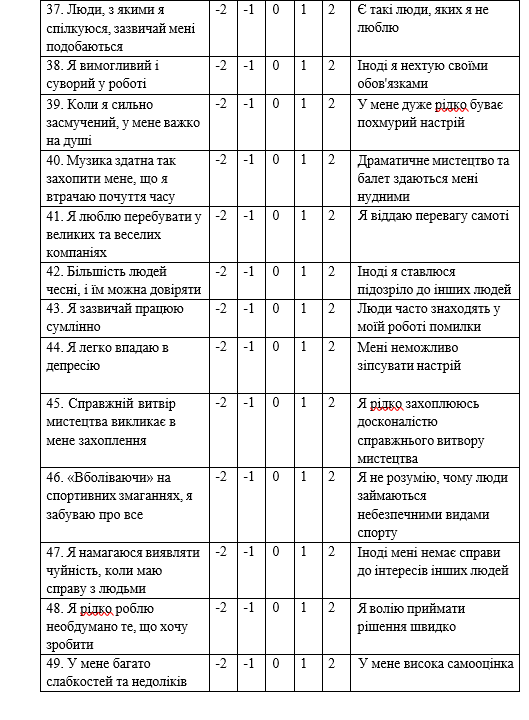 37. Люди, з якими я -2 -1 0 1 2 Є такі люди, яких я не
спілкуюся, зазвичай мені люблю
подобаються
38. Я вимогливий і -2 -1 0 1 2 Іноді я нехтую своїми
суворий у роботі обов'язками
39. Коли я сильно -2 -1 0 1 2 У мене дуже рідко буває
засмучений, у мене важко похмурий настрій
на душі
40. Музика здатна так -2 -1 0 1 2 Драматичне мистецтво та
захопити мене, що я балет здаються мені
втрачаю почуття часу нудними
41. Я люблю перебувати у -2 -1 0 1 2 Я віддаю перевагу самоті
великих та веселих
компаніях
42. Більшість людей -2 -1 0 1 2 Іноді я ставлюся
чесні, і їм можна довіряти підозріло до інших людей
43. Я зазвичай працюю -2 -1 0 1 2 Люди часто знаходять у
сумлінно моїй роботі помилки
44. Я легко впадаю в -2 -1 0 1 2 Мені неможливо
депресію зіпсувати настрій
45. Справжній витвір -2 -1 0 1 2 Я рідко захоплююсь
мистецтва викликає в досконалістю
мене захоплення справжнього витвору
мистецтва
46. «Вболіваючи» на -2 -1 0 1 2 Я не розумію, чому люди
спортивних змаганнях, я займаються
забуваю про все небезпечними видами
спорту
47. Я намагаюся виявляти -2 -1 0 1 2 Іноді мені немає справи
чуйність, коли маю до інтересів інших людей
справу з людьми
48. Я рідко роблю -2 -1 0 1 2 Я волію приймати
необдумано те, що хочу рішення швидко
зробити
49. У мене багато -2 -1 0 1 2 У мене висока самооцінка
слабкостей та недоліків